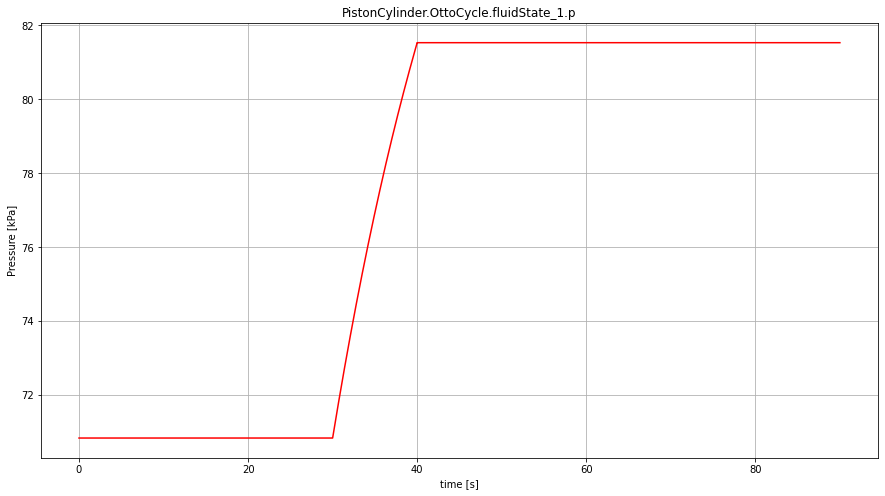 PistonCylinder.OttoCycle.fluidState_1.p
82
80
78
76
74
72
Pressure [kPa]
0 20 40 60 80
time [s]